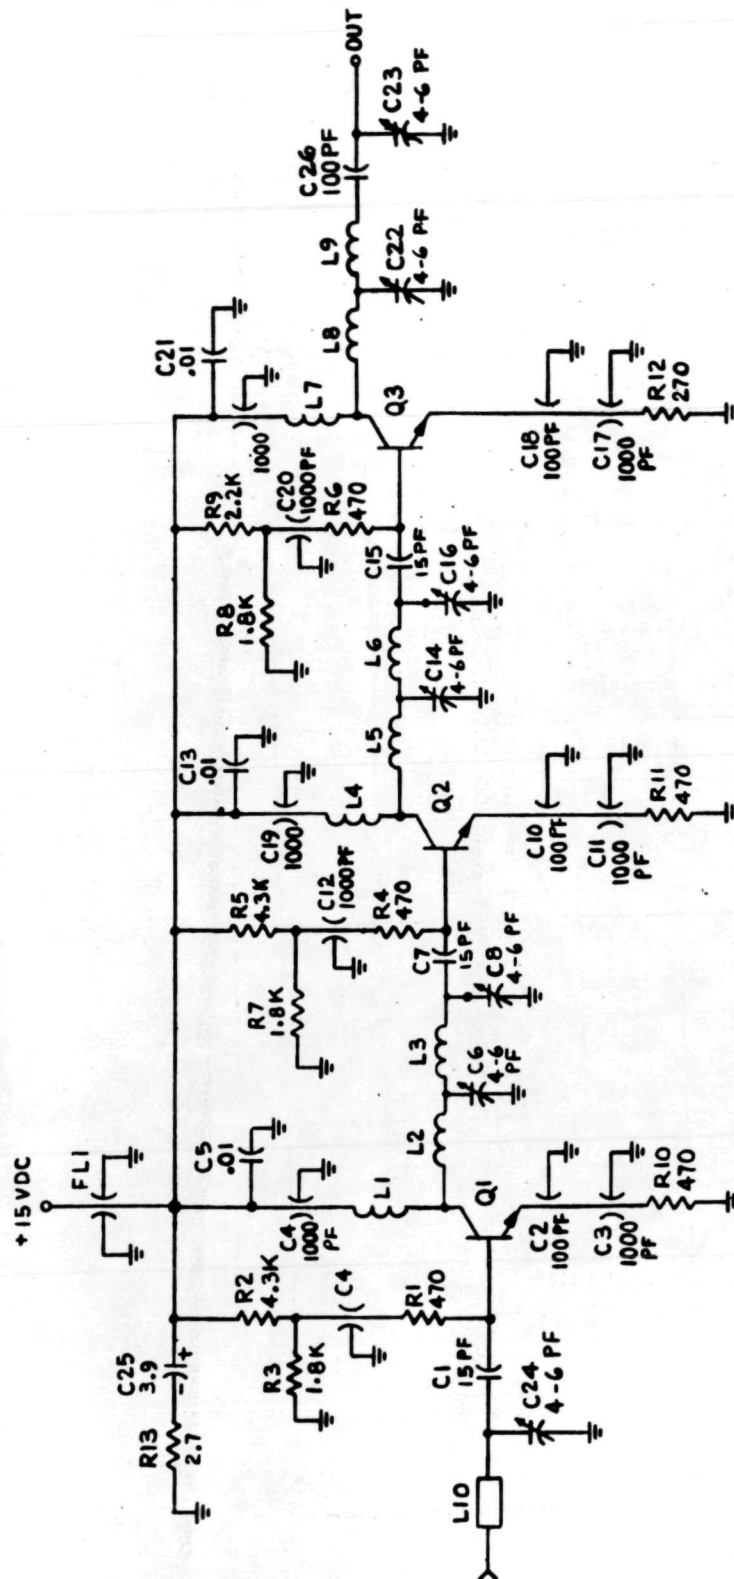 +15VDC
FL1
R13
2.7
C25
3.9
-
+
R2
4.3K
R3
1.8K
C4
R1
470
C1
15PF
C24
4-6 PF
L10
C5
.01
C4
1000
PF
L1
Q1
C2
100PF
C3
1000
PF
R10
470
L2
C6
4-6
PF
L3
C8
4-6 PF
C7
15PF
R5
4.3K
R7
1.8K
C12
1000PF
R4
470
C13
.01
C19
1000
L4
Q2
C10
100PF
C11
1000
PF
R11
470
L5
C14
4-6PF
L6
C16
4-6PF
C15
15PF
R9
2.2K
R8
1.8K
C20
1000PF
R6
470
C21
.01
1000
L7
Q3
C18
100PF
C17
1000
PF
R12
270
L8
C22
4-6 PF
L9
C26
100PF
C23
4-6 PF
OUT